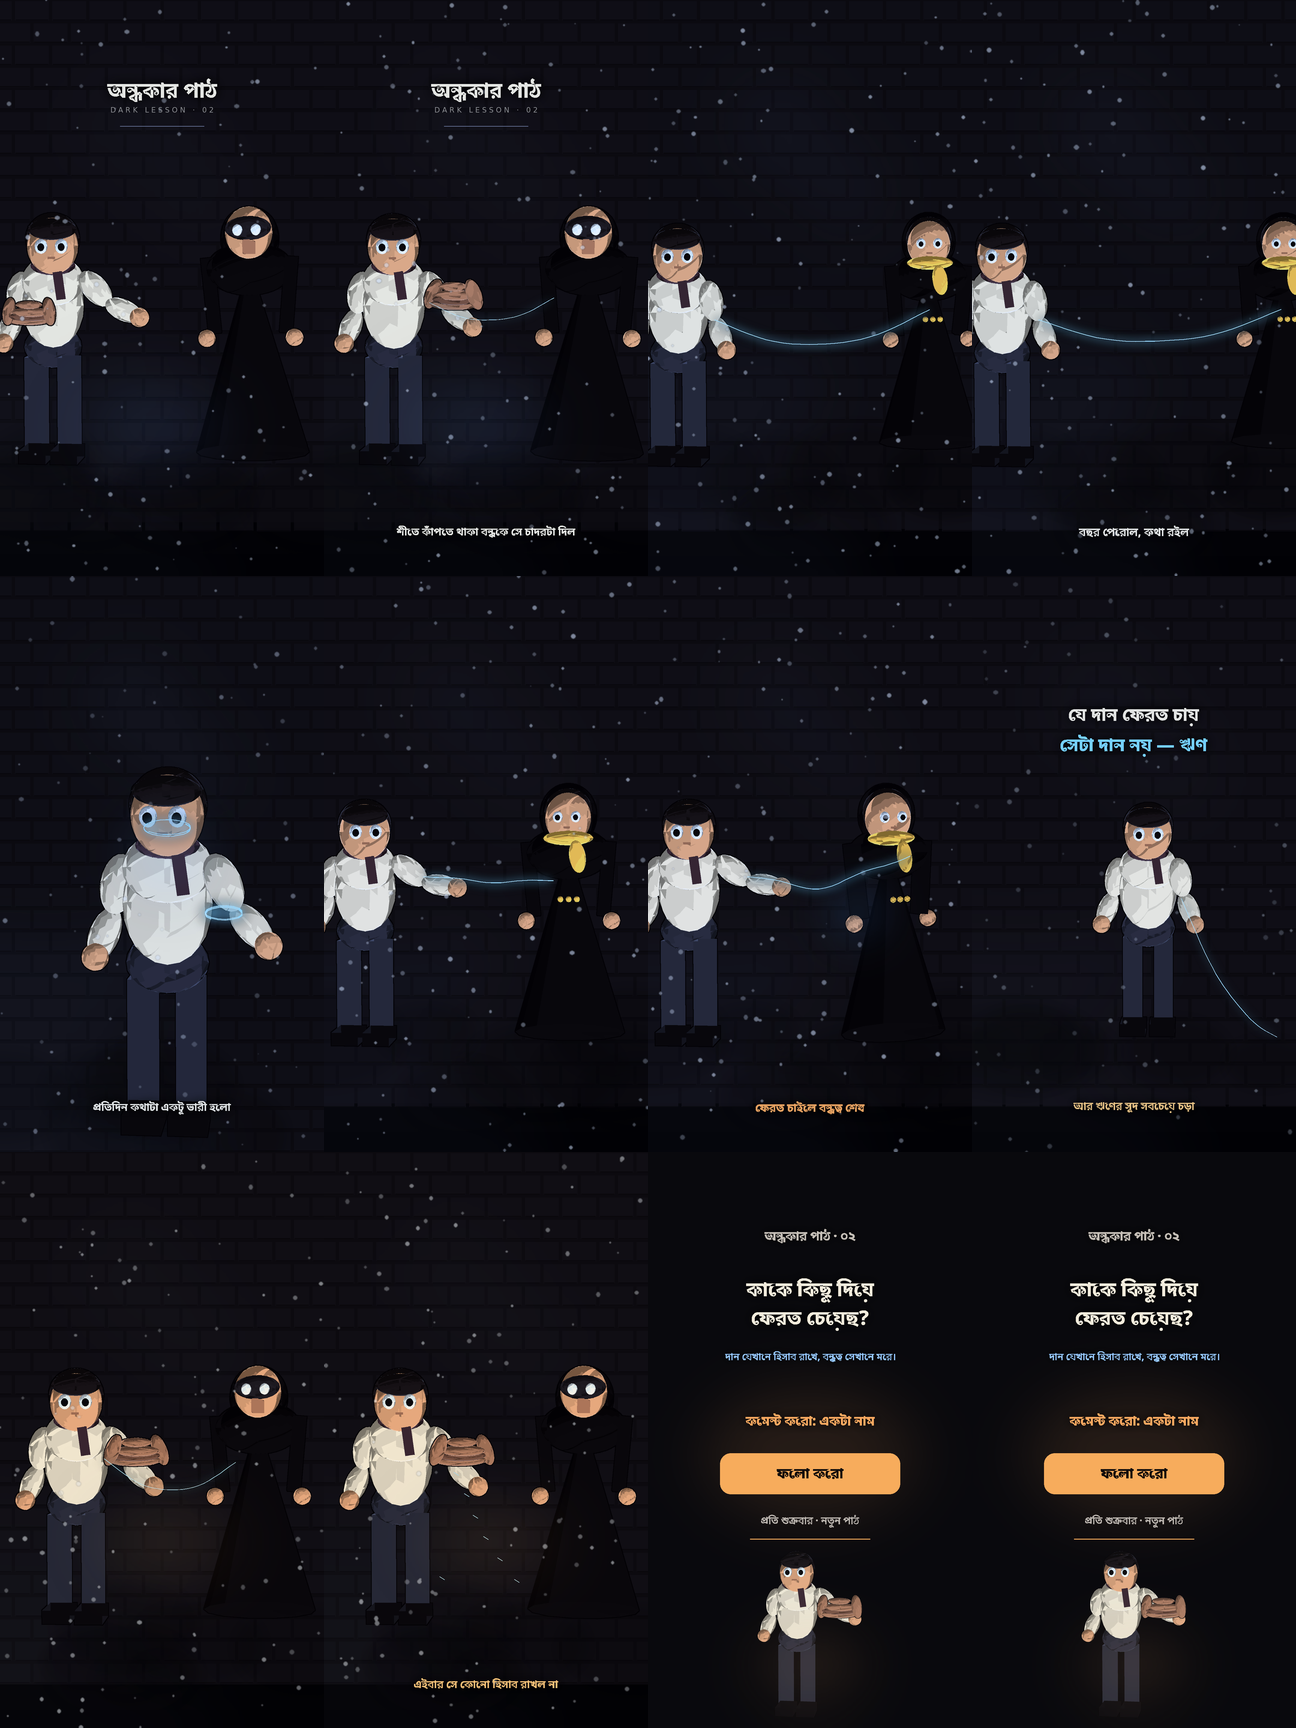 অন্ধকার পাঠ
DARK LESSON · 02
অন্ধকার পাঠ
DARK LESSON · 02
শীতে কাঁপতে থাকা বন্ধুকে সে চাদরটা দিল
বছর পেরোল, কথা রইল
প্রতিদিন কথাটা একটু ভারী হলো
ফেরত চাইলে বন্ধুত্ব শেষ
যে দান ফেরত চায়
সেটা দান নয় — ঋণ
আর ঋণের সুদ সবচেয়ে চড়া
এইবার সে কোনো হিসাব রাখল না
অন্ধকার পাঠ · ০২
কাকে কিছু দিয়ে
ফেরত চেয়েছ?
দান যেখানে হিসাব রাখে, বন্ধুত্ব সেখানে মরে।
কমেন্ট করো: একটা নাম
ফলো করো
প্রতি শুক্রবার · নতুন পাঠ
অন্ধকার পাঠ · ০২
কাকে কিছু দিয়ে
ফেরত চেয়েছ?
দান যেখানে হিসাব রাখে, বন্ধুত্ব সেখানে মরে।
কমেন্ট করো: একটা নাম
ফলো করো
প্রতি শুক্রবার · নতুন পাঠ